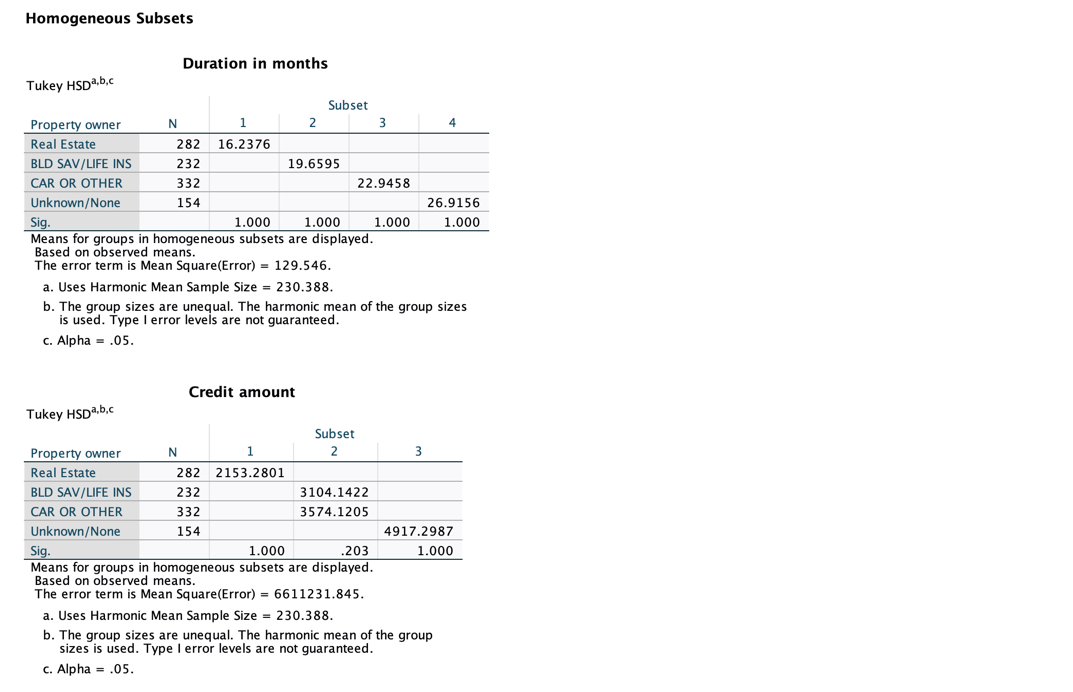 Homogeneous Subsets
Duration in months
Tukey HSDa,b,c
Subset
Property owner N 1 2 3 4
Real Estate 282 16.2376
BLD SAV/LIFE INS 232 19.6595
CAR OR OTHER 332 22.9458
Unknown/None 154 26.9156
Sig. 1.000 1.000 1.000 1.000
Means for groups in homogeneous subsets are displayed.
Based on observed means.
The error term is Mean Square(Error) = 129.546.
a. Uses Harmonic Mean Sample Size = 230.388.
b. The group sizes are unequal. The harmonic mean of the group sizes
is used. Type I error levels are not guaranteed.
c. Alpha = .05.
Credit amount
Tukey HSDa,b,c
Subset
Property owner N 1 2 3
Real Estate 282 2153.2801
BLD SAV/LIFE INS 232 3104.1422
CAR OR OTHER 332 3574.1205
Unknown/None 154 4917.2987
Sig. 1.000 .203 1.000
Means for groups in homogeneous subsets are displayed.
Based on observed means.
The error term is Mean Square(Error) = 6611231.845.
a. Uses Harmonic Mean Sample Size = 230.388.
b. The group sizes are unequal. The harmonic mean of the group
sizes is used. Type I error levels are not guaranteed.
c. Alpha = .05.